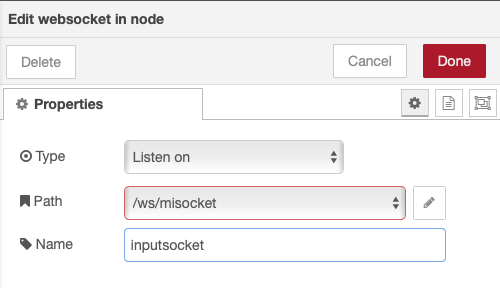 Edit websocket in node
Delete
Cancel
Done
Properties
Type
Listen on
Path
/ws/misocket
Name
inputsocket